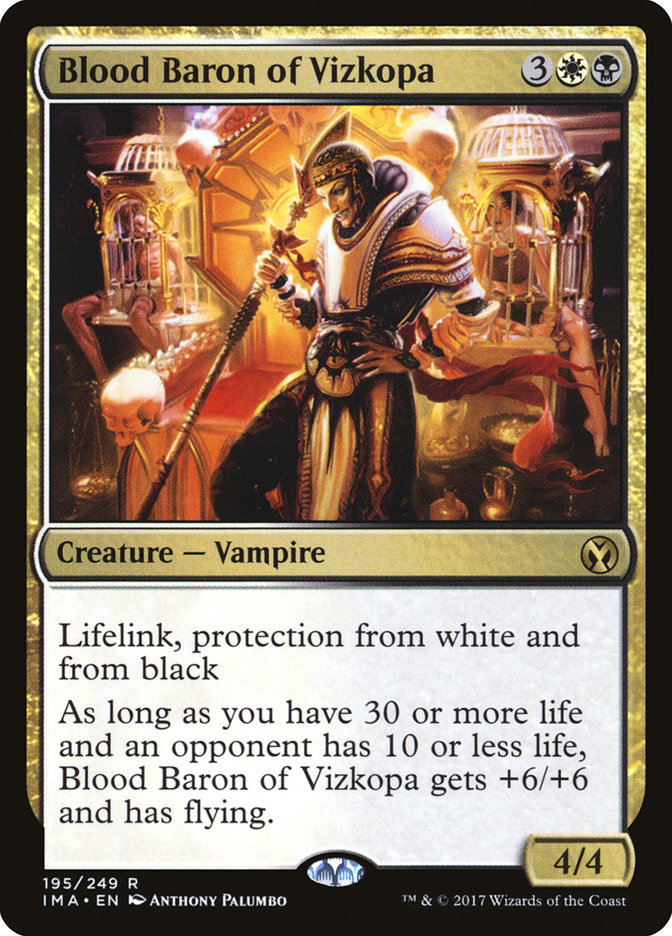 Blood Baron of Vizkopa 3
Creature — Vampire
Lifelink, protection from white and
from black
As long as you have 30 or more life
and an opponent has 10 or less life,
Blood Baron of Vizkopa gets +6/+6
and has flying.
4/4
195/249 R
IMA • EN Anthony Palumbo
™ & © 2017 Wizards of the Coast